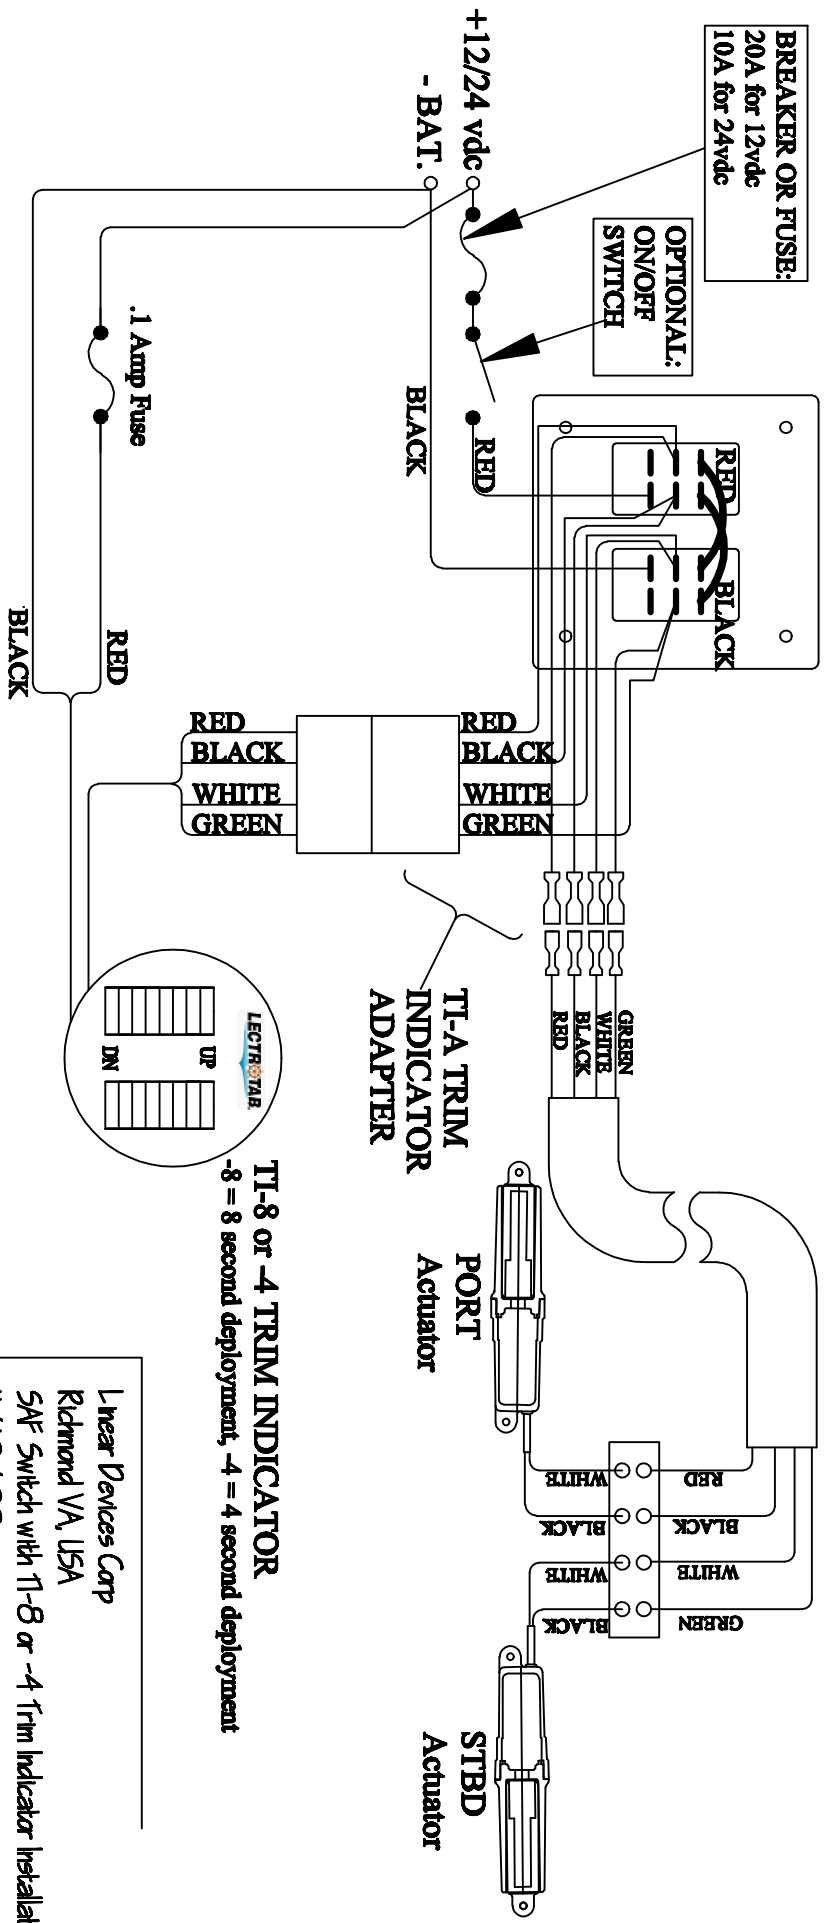 BREAKER OR FUSE:
20A for 12vdc
10A for 24vdc
OPTIONAL:
ON/OFF
SWITCH
+12/24 vdc
- BAT.
RED
BLACK
RED
BLACK
.1 Amp Fuse
RED
BLACK
RED
BLACK
WHITE
GREEN
RED
BLACK
WHITE
GREEN
GREEN
WHITE
BLACK
RED
TI-A TRIM
INDICATOR
ADAPTER
LECTROTAB
UP
DN
TI-8 or -4 TRIM INDICATOR
-8 = 8 second deployment, -4 = 4 second deployment
PORT
Actuator
STBD
Actuator
RED
BLACK
WHITE
GREEN
WHITE
BLACK
WHITE
BLACK
Linear Devices Corp
Richmond VA, USA
SAF Switch with TI-8 or -4 Trim Indicator